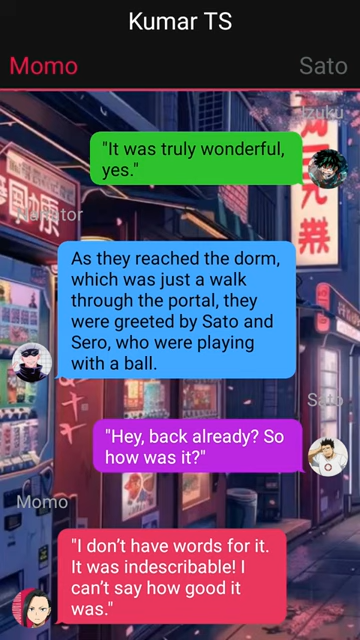 Kumar TS
Momo
Sato
Izuku
"It was truly wonderful,
yes."
Narrator
As they reached the dorm,
which was just a walk
through the portal, they
were greeted by Sato and
Sero, who were playing
with a ball.
Sato
"Hey, back already? So
how was it?"
Momo
"I don’t have words for it.
It was indescribable! I
can’t say how good it
was."